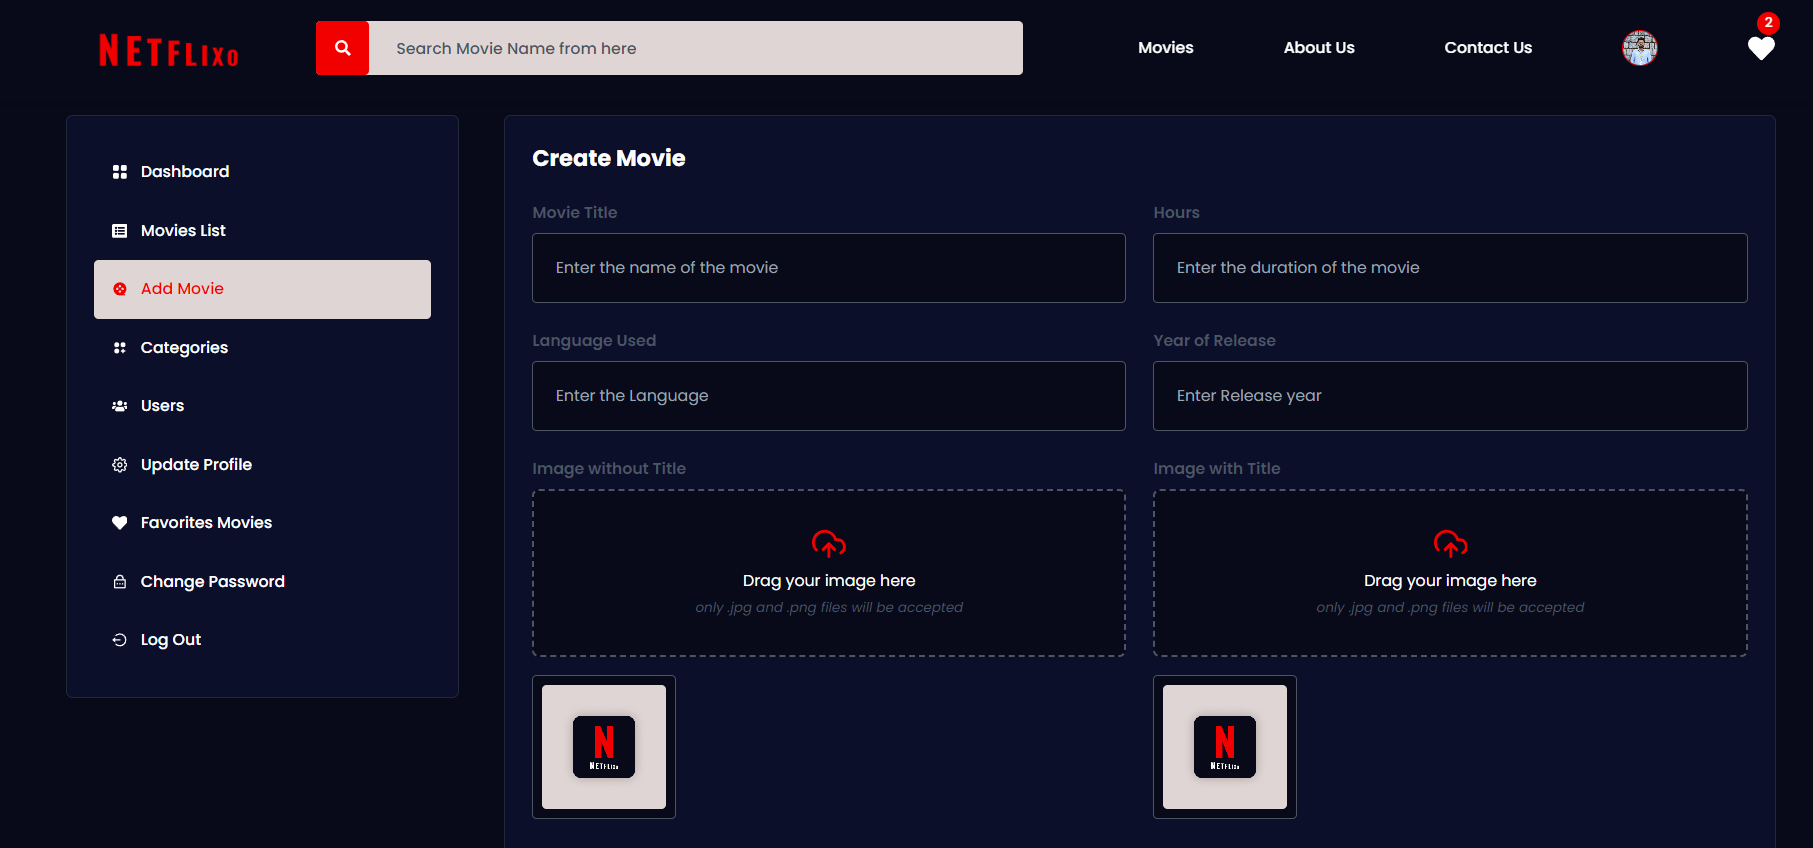 NETFLIXO
Search Movie Name from here
Movies
About Us
Contact Us
2
Dashboard
Movies List
Add Movie
Categories
Users
Update Profile
Favorites Movies
Change Password
Log Out
Create Movie
Movie Title
Hours
Enter the name of the movie
Enter the duration of the movie
Language Used
Year of Release
Enter the Language
Enter Release year
Image without Title
Image with Title
Drag your image here
only .jpg and .png files will be accepted
Drag your image here
only .jpg and .png files will be accepted
N
NETFLIXO
N
NETFLIXO